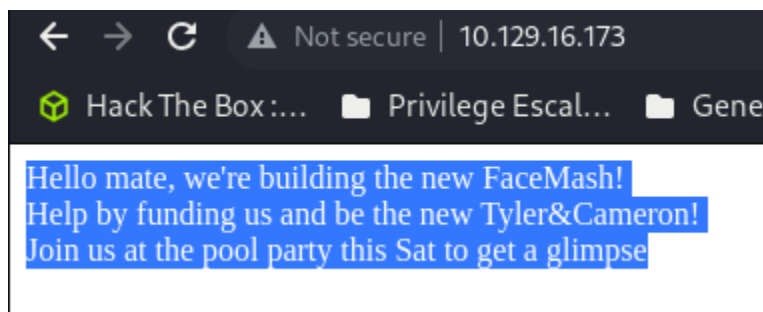 Not secure | 10.129.16.173
Hack The Box :... Privilege Escal... Gene
Hello mate, we're building the new FaceMash!
Help by funding us and be the new Tyler&Cameron!
Join us at the pool party this Sat to get a glimpse